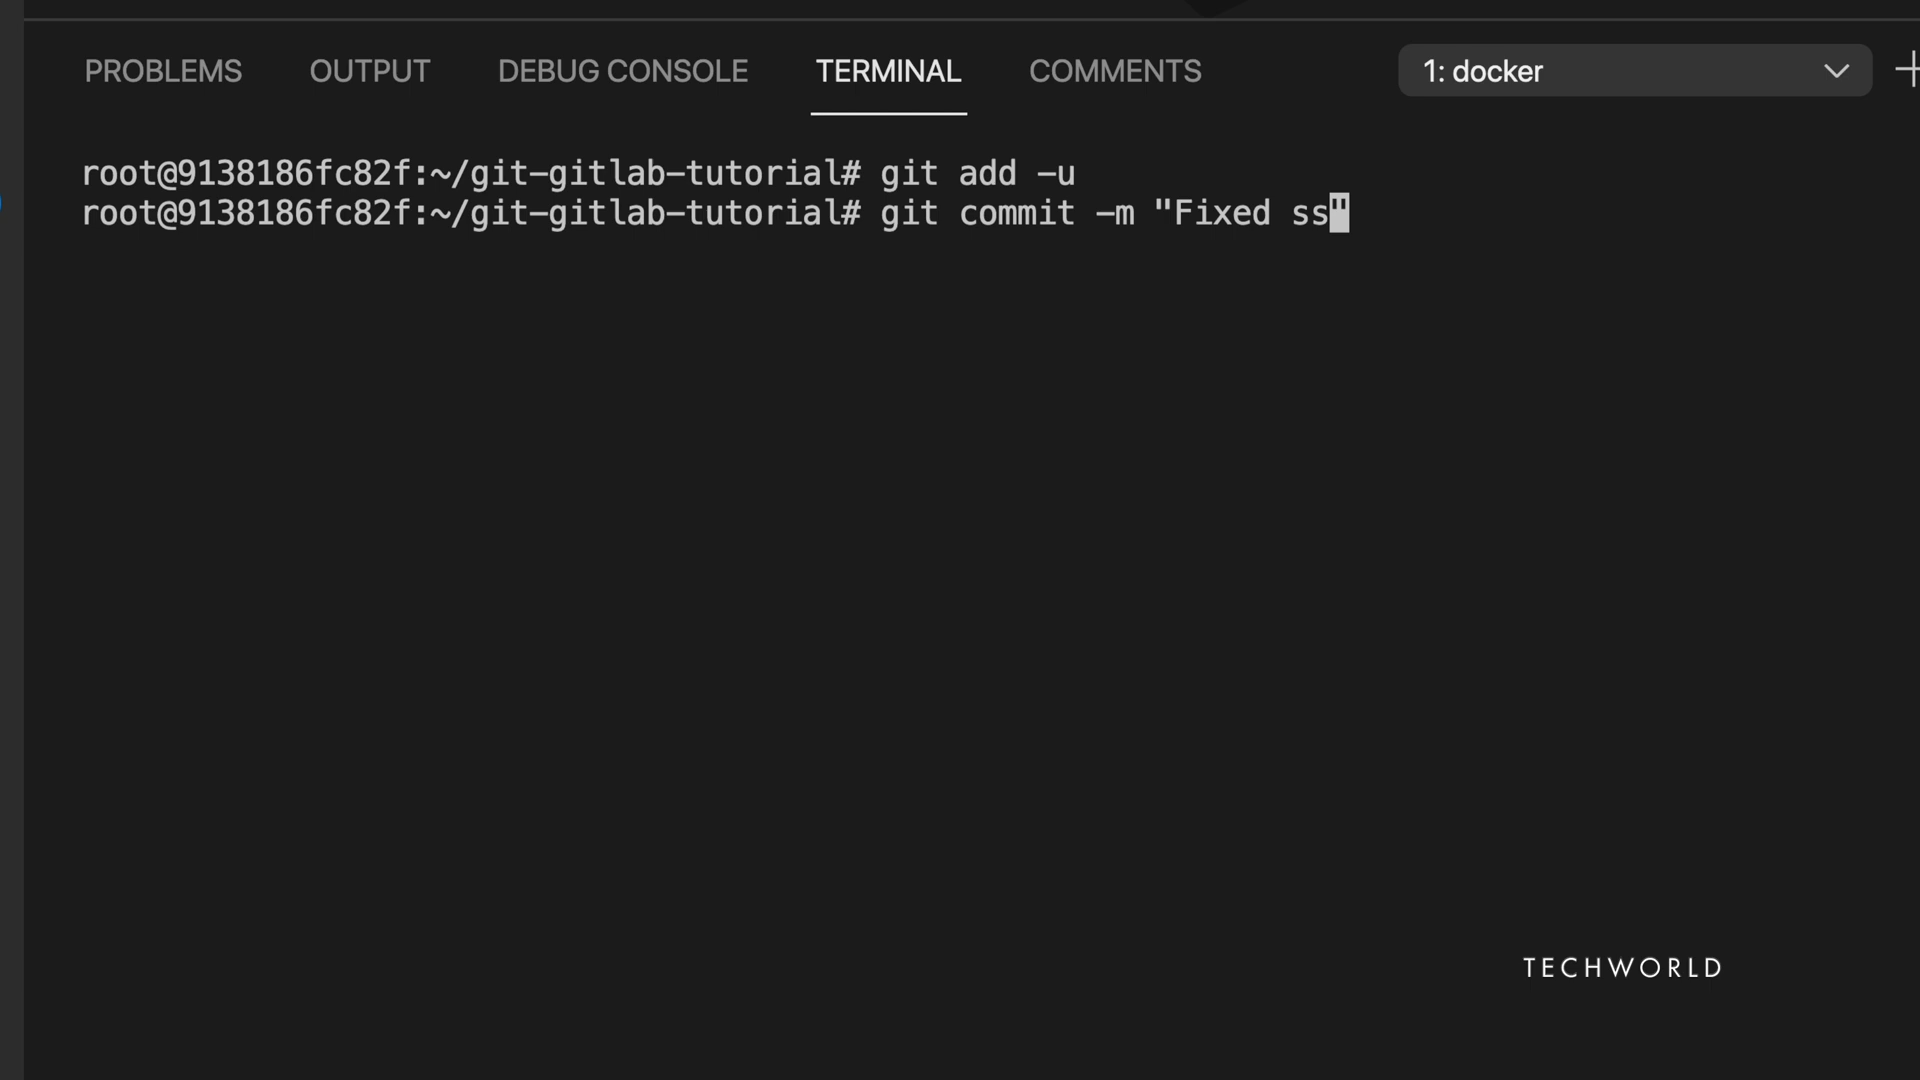 PROBLEMS OUTPUT DEBUG CONSOLE TERMINAL COMMENTS 1: docker
root@9138186fc82f:~/git-gitlab-tutorial# git add -u
root@9138186fc82f:~/git-gitlab-tutorial# git commit -m "Fixed ss"
TECHWORLD